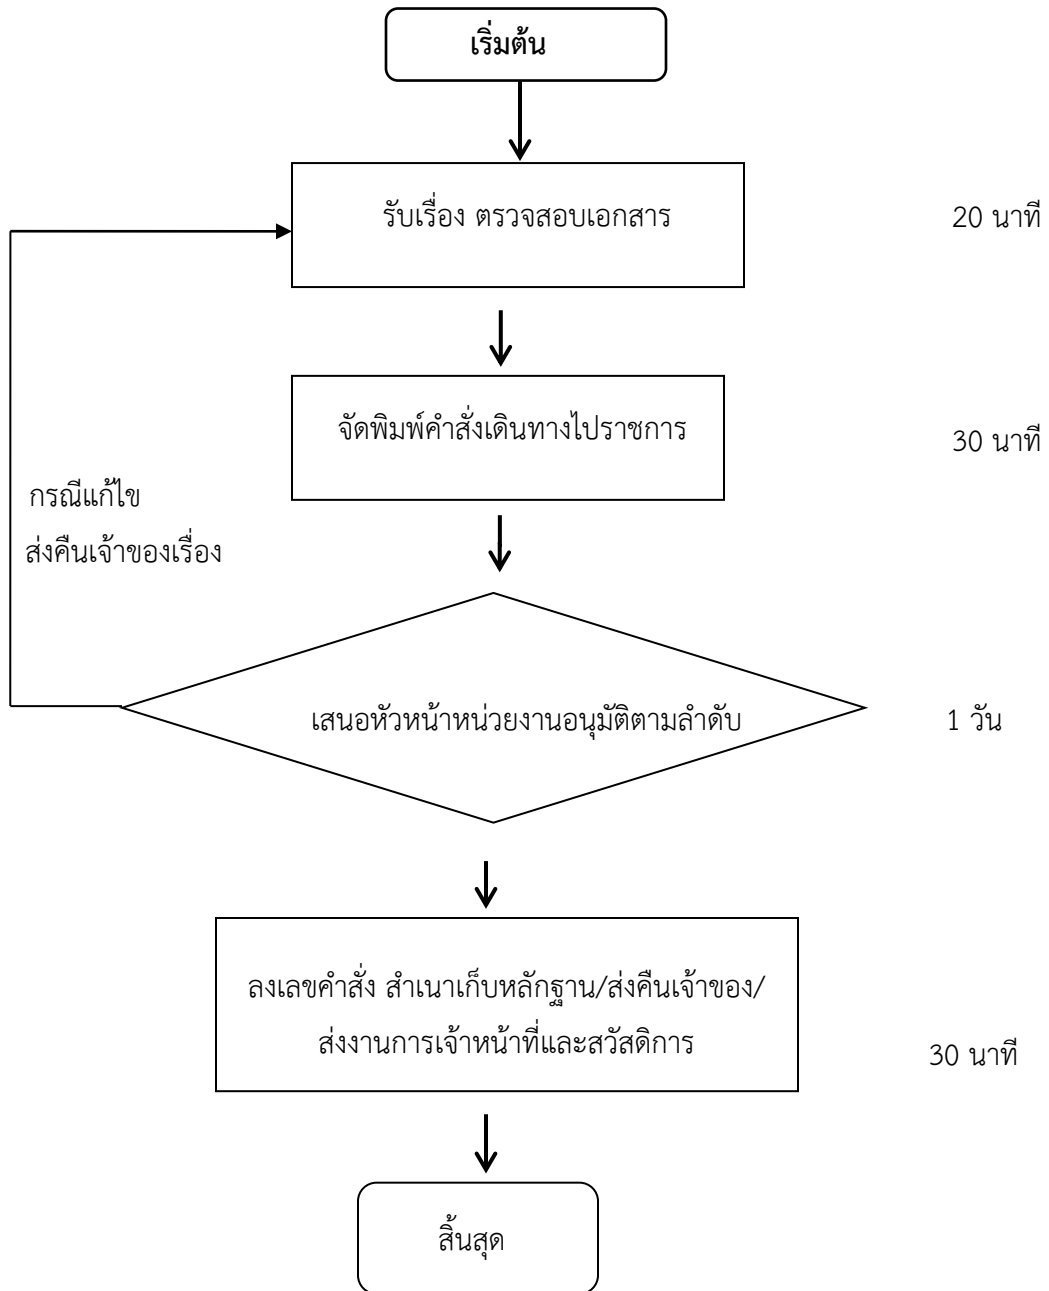 เริ่มต้น
รับเรื่อง ตรวจสอบเอกสาร
20 นาที
จัดพิมพ์คำสั่งเดินทางไปราชการ
30 นาที
กรณีแก้ไข
ส่งคืนเจ้าของเรื่อง
เสนอหัวหน้าหน่วยงานอนุมัติตามลำดับ
1 วัน
ลงเลขคำสั่ง สำเนาเก็บหลักฐาน/ส่งคืนเจ้าของ/
ส่งงานการเจ้าหน้าที่และสวัสดิการ
30 นาที
สิ้นสุด